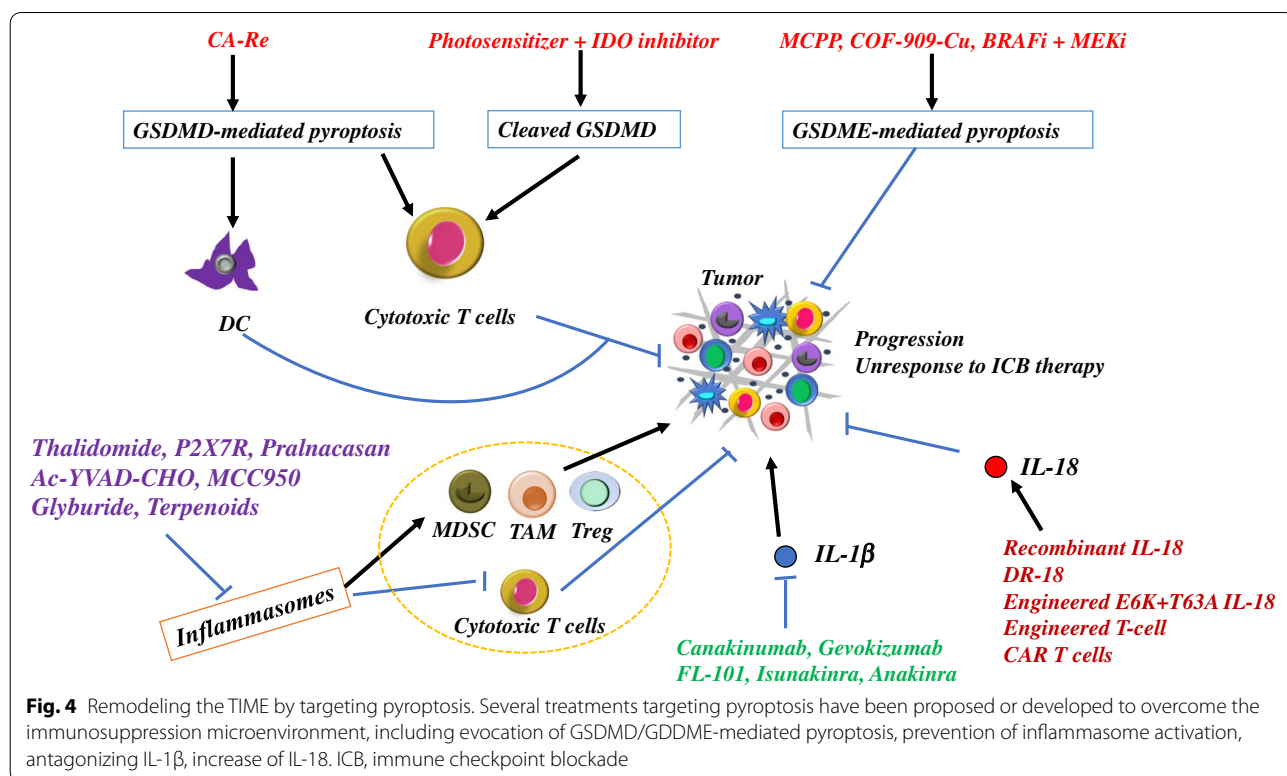 CA-Re
Photosensitizer + IDO inhibitor
MCPP, COF-909-Cu, BRAFi + MEKi
GSDMD-mediated pyroptosis
Cleaved GSDMD
GSDME-mediated pyroptosis
DC
Cytotoxic T cells
Tumor
Progression
Unresponse to ICB therapy
Thalidomide, P2X7R, Pralnacasan
Ac-YVAD-CHO, MCC950
Glyburide, Terpenoids
MDSC
TAM
Treg
Inflammasomes
Cytotoxic T cells
IL-1β
Canakinumab, Gevokizumab
FL-101, Isunakinra, Anakinra
IL-18
Recombinant IL-18
DR-18
Engineered E6K+T63A IL-18
Engineered T-cell
CAR T cells
Fig. 4 Remodeling the TIME by targeting pyroptosis. Several treatments targeting pyroptosis have been proposed or developed to overcome the
immunosuppression microenvironment, including evocation of GSDMD/GDDME-mediated pyroptosis, prevention of inflammasome activation,
antagonizing IL-1β, increase of IL-18. ICB, immune checkpoint blockade